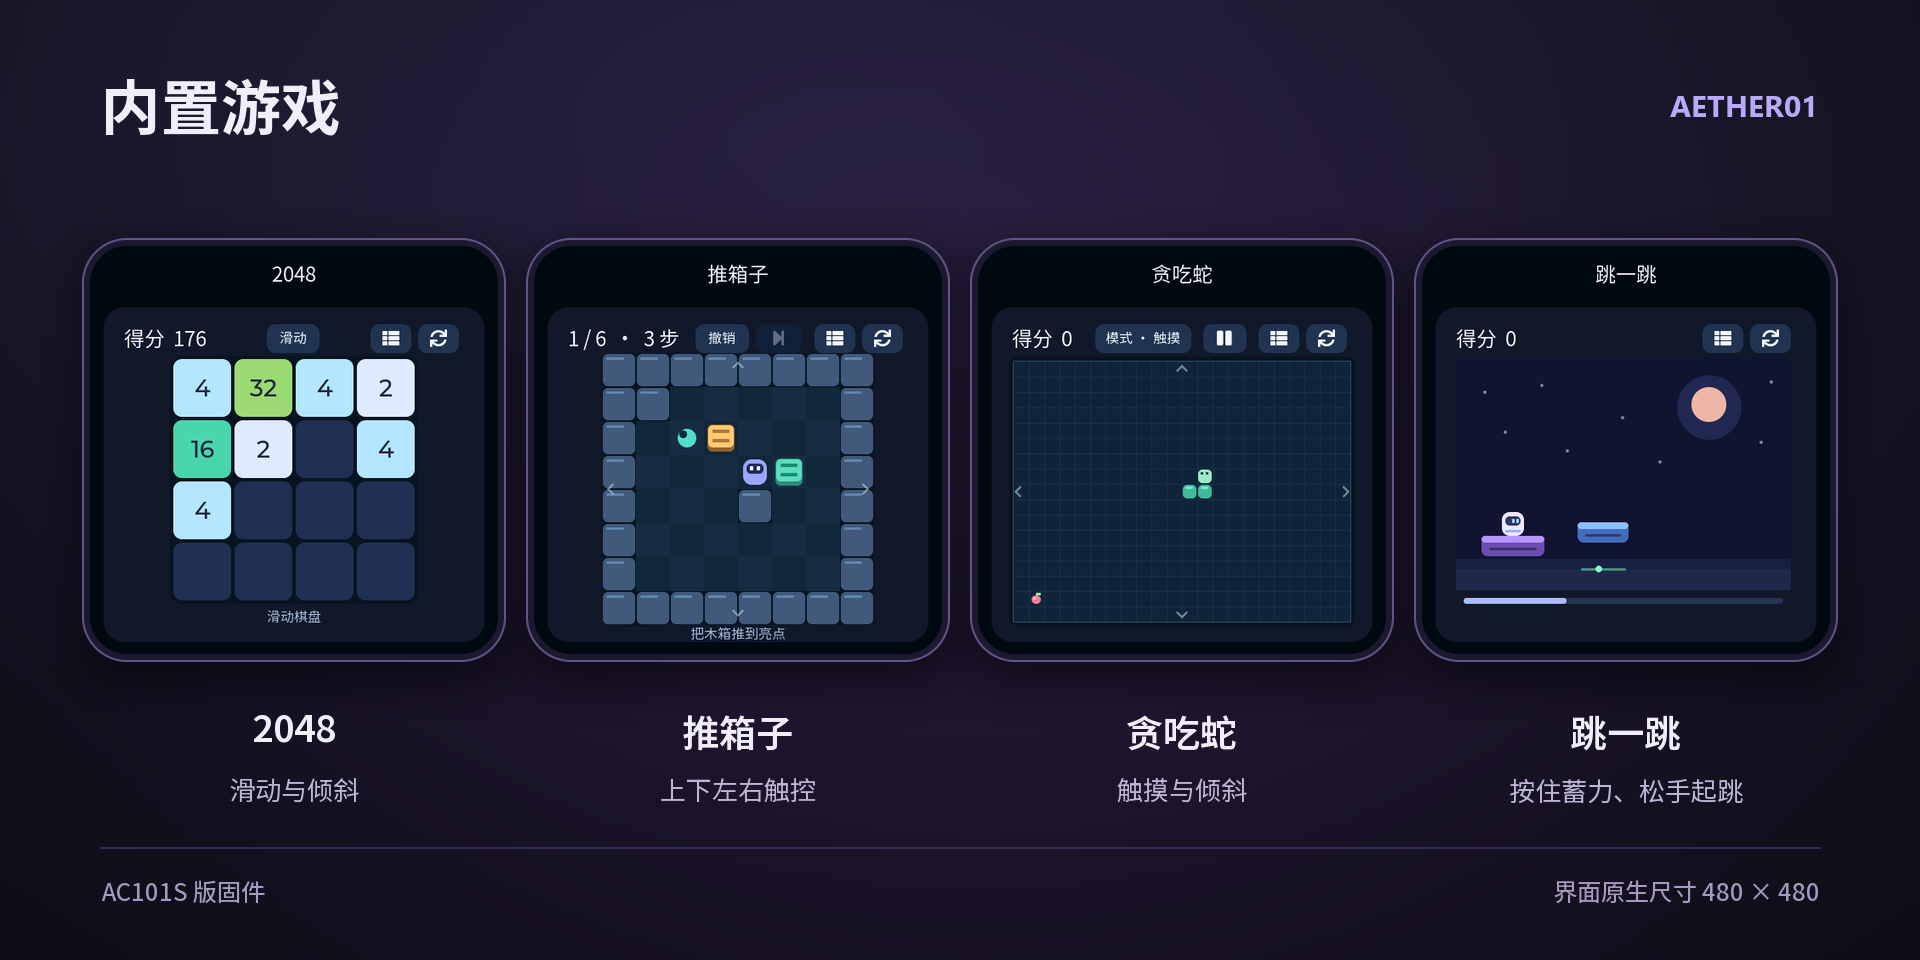 内置游戏
AETHER01
2048
得分 176
滑动
4 32 4 2
16 2 4
4
滑动棋盘
推箱子
1/6 · 3步
撤销
把木箱推到亮点
贪吃蛇
得分 0
模式 · 触摸
跳一跳
得分 0
2048
滑动与倾斜
推箱子
上下左右触控
贪吃蛇
触摸与倾斜
跳一跳
按住蓄力、松手起跳
AC101S 版固件
界面原生尺寸 480 × 480